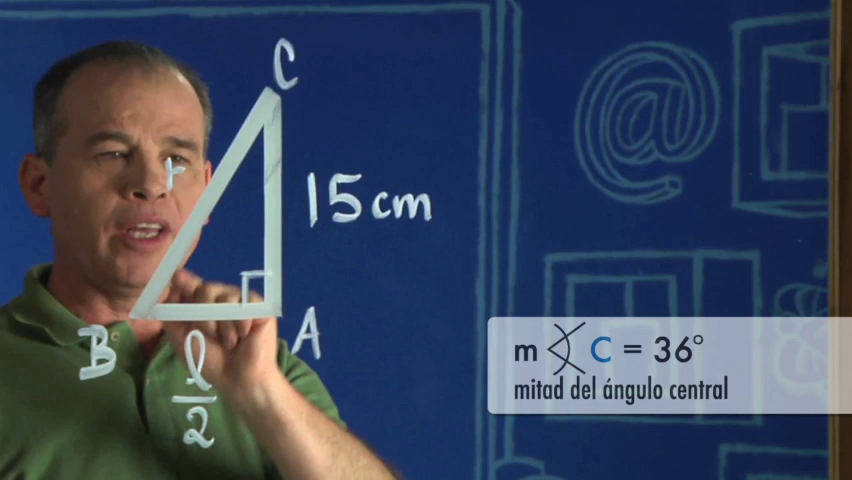 C
r
15 cm
B
A
l
2
@
m∢ C = 36°
mitad del ángulo central